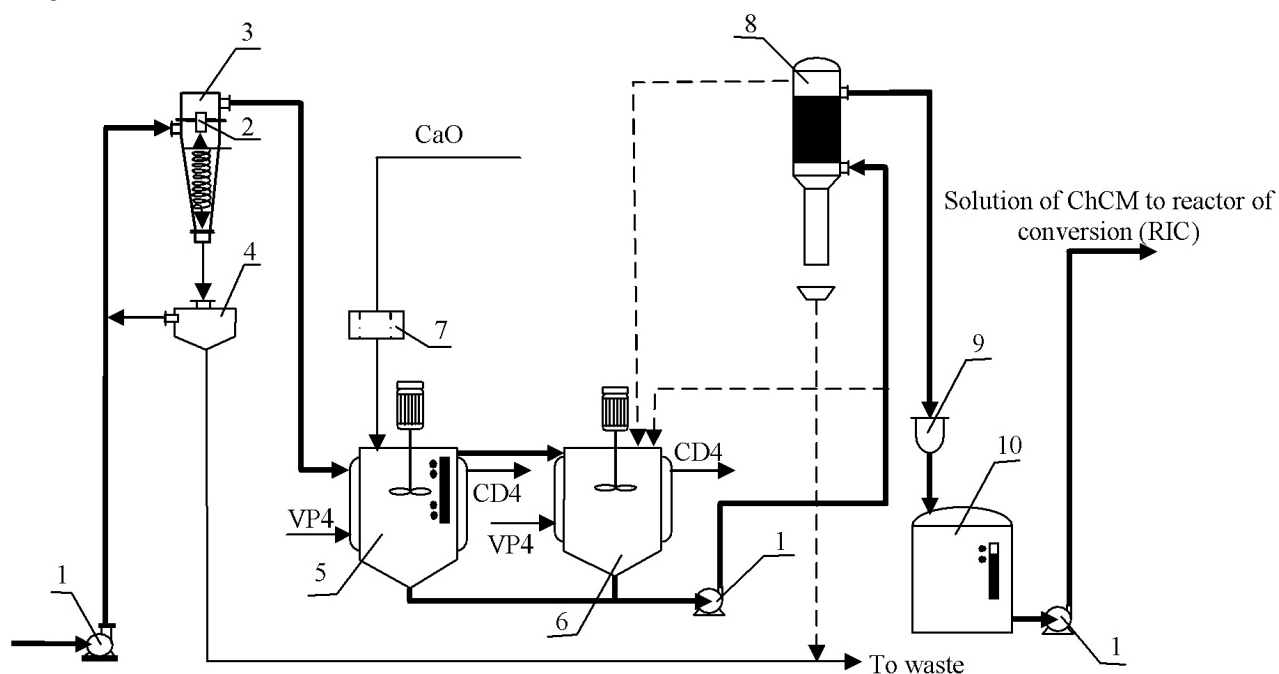 8
3
2
CaO
Solution of ChCM to reactor of
conversion (RIC)
4
7
9
CD4
10
CD4
VP4
VP4
5
1
1
6
1
To waste